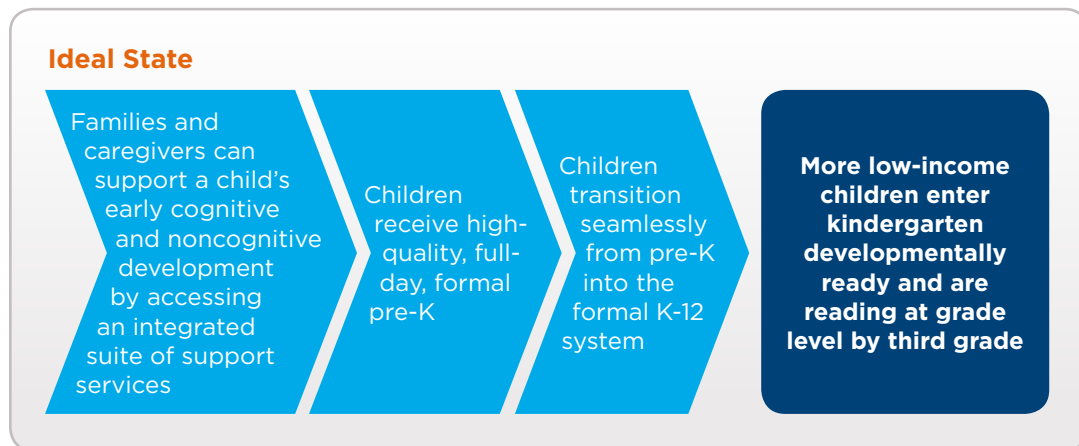 Ideal State
Families and
caregivers can
support a child's
early cognitive
and noncognitive
development
by accessing
an integrated
suite of support
services
Children
receive high-
quality, full-
day, formal
pre-K
Children
transition
seamlessly
from pre-K
into the
formal K-12
system
More low-income
children enter
kindergarten
developmentally
ready and are
reading at grade
level by third grade